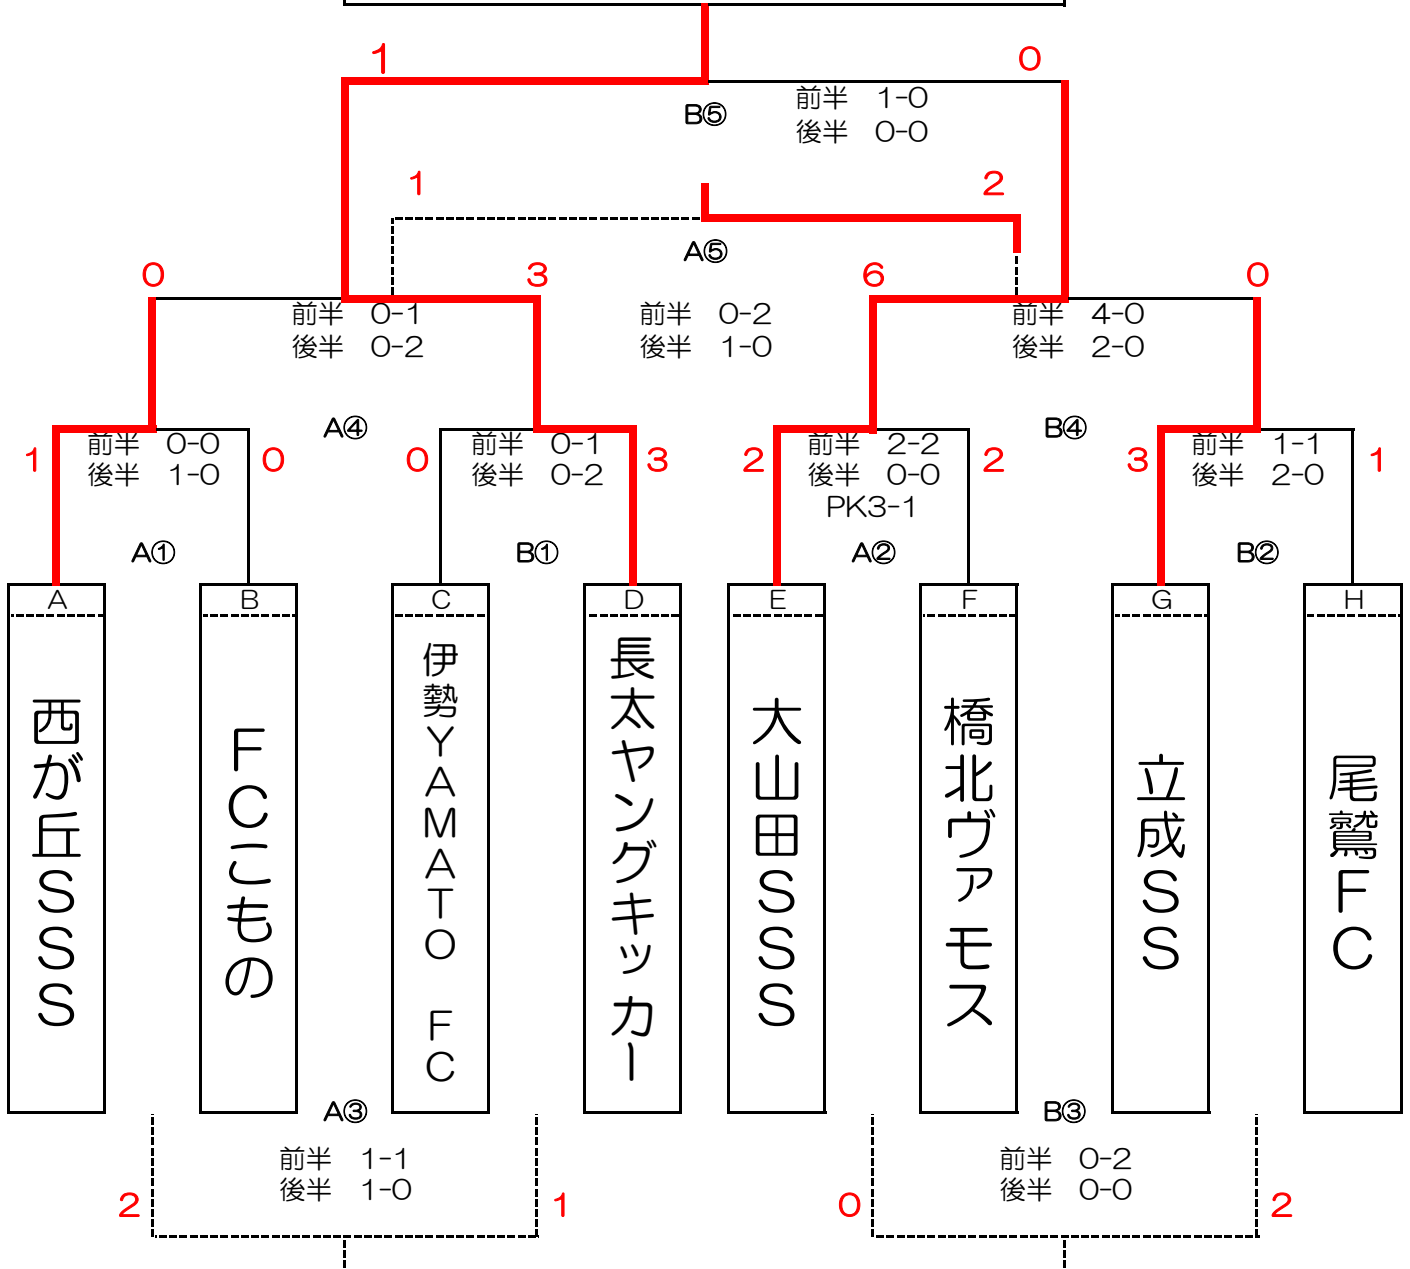 1
0
前半 1-0
後半 0-0
B⑤
1
2
A⑤
0
3
6
0
前半 0-1
後半 0-2
前半 0-2
後半 1-0
前半 4-0
後半 2-0
A④
B④
1
前半 0-0
後半 1-0
0
0
前半 0-1
後半 0-2
3
2
前半 2-2
後半 0-0
PK3-1
2
3
前半 1-1
後半 2-0
1
A①
B①
A②
B②
A
B
C
D
E
F
G
H
西が丘SSS
FCこもの
伊勢YAMATO FC
長太ヤングキッカー
大山田SSS
橋北ヴァモス
立成SS
尾鷲FC
A③
B③
前半 1-1
後半 1-0
前半 0-2
後半 0-0
2
1
0
2